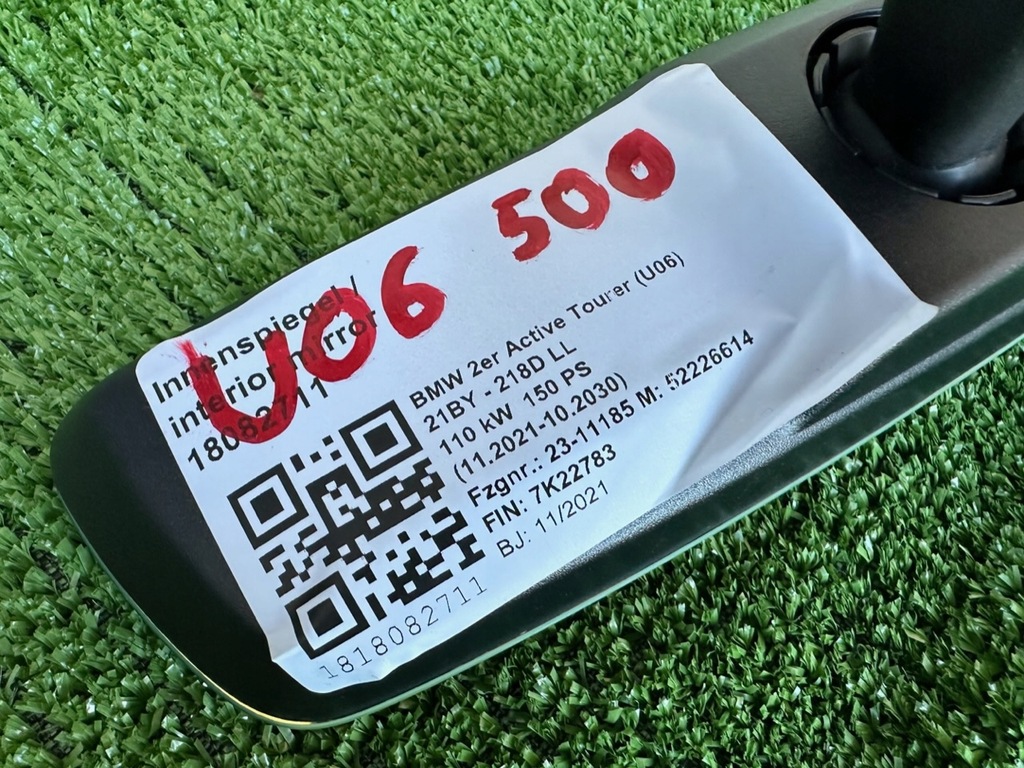 U06 500
Innenspiegel /
interior mirror
18082711
BMW 2er Active Tourer (U06)
21BY - 218D LL
110 kW 150 PS
(11.2021-10.2030)
Fzgnr.: 23-11185 M: 52226614
FIN: 7K22783
BJ: 11/2021
1818082711